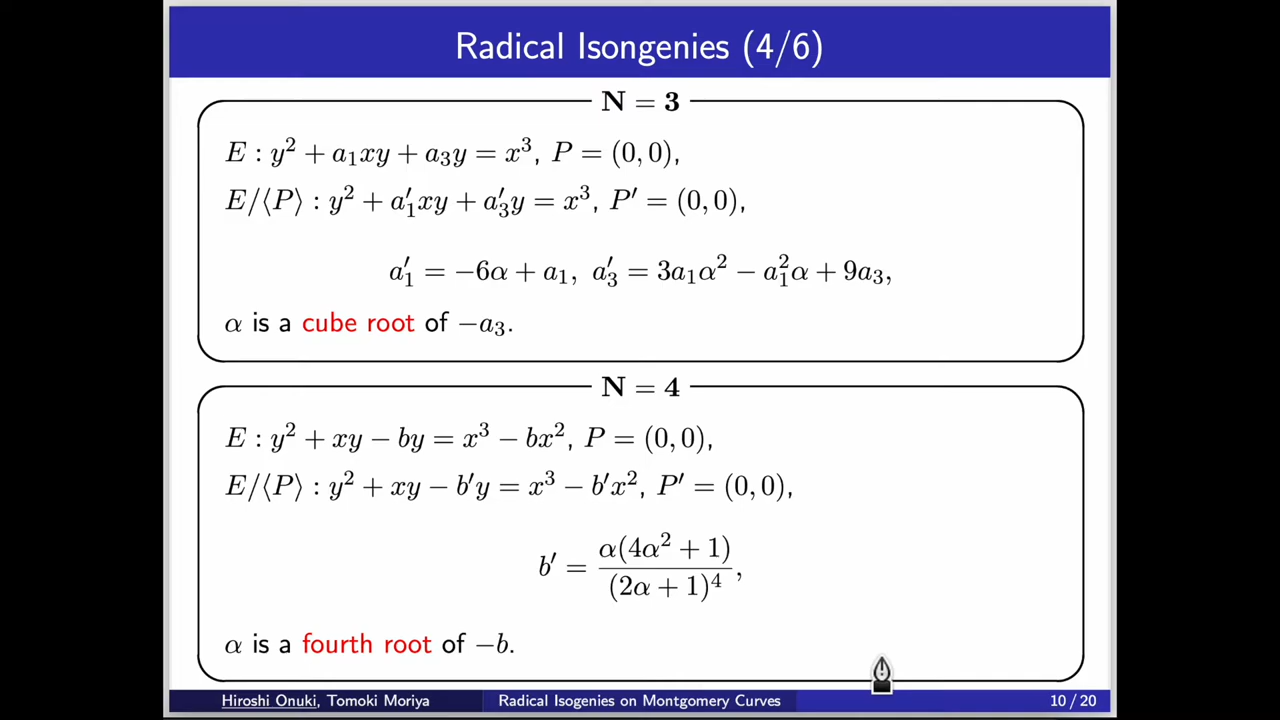 Radical Isongenies (4/6)
N = 3
E : y² + a₁xy + a₃y = x³, P = (0, 0),
E/⟨P⟩ : y² + a′₁xy + a′₃y = x³, P′ = (0, 0),
a′₁ = −6α + a₁, a′₃ = 3a₁α² − a₁²α + 9a₃,
α is a cube root of −a₃.
N = 4
E : y² + xy − by = x³ − bx², P = (0, 0),
E/⟨P⟩ : y² + xy − b′y = x³ − b′x², P′ = (0, 0),
b′ = α(4α² + 1) / (2α + 1)⁴,
α is a fourth root of −b.
Hiroshi Onuki, Tomoki Moriya Radical Isogenies on Montgomery Curves 10 / 20